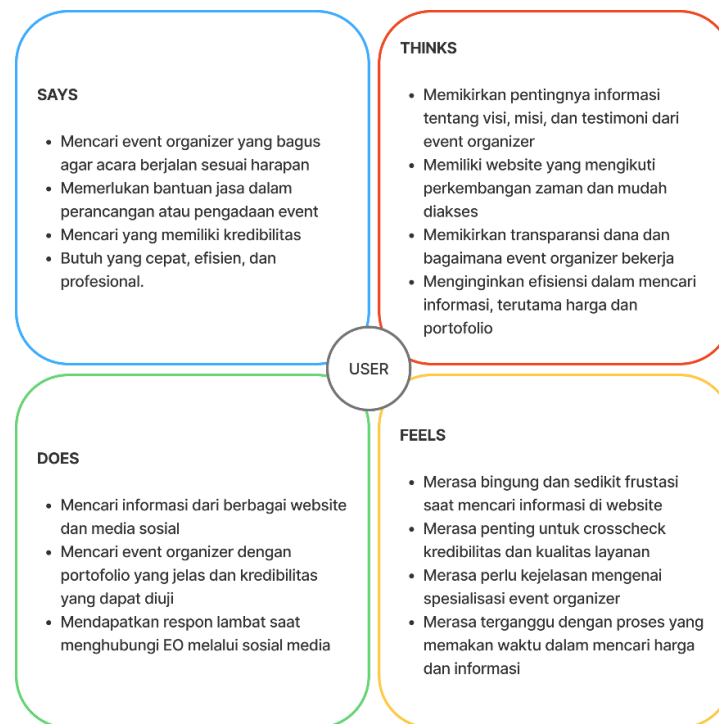 SAYS
• Mencari event organizer yang bagus
agar acara berjalan sesuai harapan
• Memerlukan bantuan jasa dalam
perancangan atau pengadaan event
• Mencari yang memiliki kredibilitas
• Butuh yang cepat, efisien, dan
profesional.
THINKS
• Memikirkan pentingnya informasi
tentang visi, misi, dan testimoni dari
event organizer
• Memiliki website yang mengikuti
perkembangan zaman dan mudah
diakses
• Memikirkan transparansi dana dan
bagaimana event organizer bekerja
• Menginginkan efisiensi dalam mencari
informasi, terutama harga dan
portofolio
USER
DOES
• Mencari informasi dari berbagai website
dan media sosial
• Mencari event organizer dengan
portofolio yang jelas dan kredibilitas
yang dapat diuji
• Mendapatkan respon lambat saat
menghubungi EO melalui sosial media
FEELS
• Merasa bingung dan sedikit frustasi
saat mencari informasi di website
• Merasa penting untuk crosscheck
kredibilitas dan kualitas layanan
• Merasa perlu kejelasan mengenai
spesialisasi event organizer
• Merasa terganggu dengan proses yang
memakan waktu dalam mencari harga
dan informasi